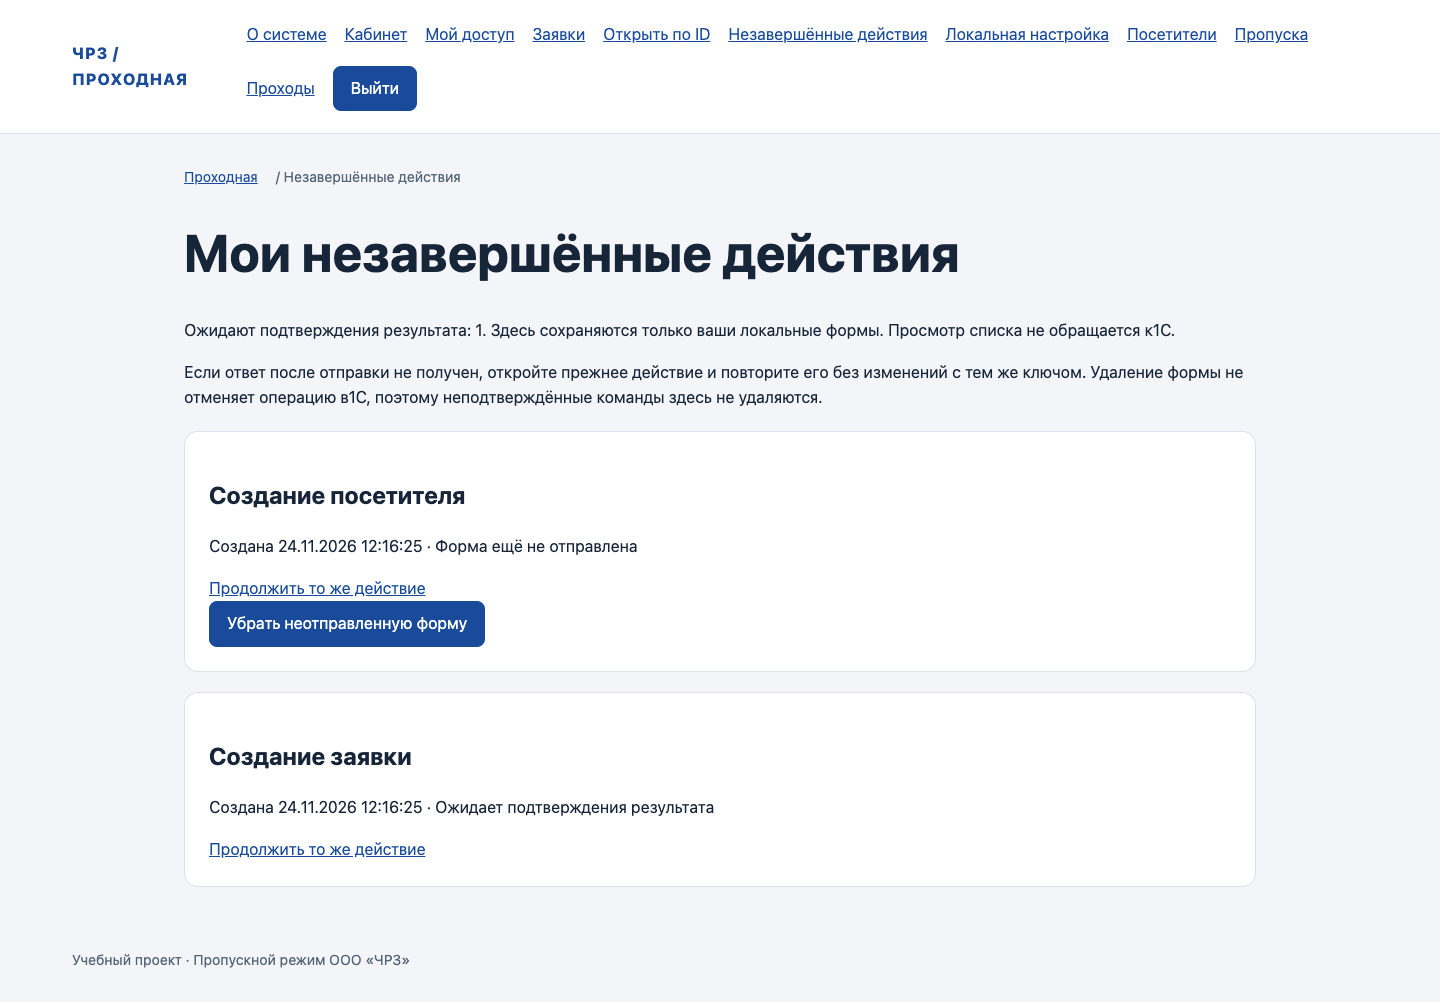 ЧРЗ /
ПРОХОДНАЯ
О системе Кабинет Мой доступ Заявки Открыть по ID Незавершённые действия Локальная настройка Посетители Пропуска
Проходы Выйти
Проходная / Незавершённые действия
Мои незавершённые действия
Ожидают подтверждения результата: 1. Здесь сохраняются только ваши локальные формы. Просмотр списка не обращается к1С.
Если ответ после отправки не получен, откройте прежнее действие и повторите его без изменений с тем же ключом. Удаление формы не
отменяет операцию в1С, поэтому неподтверждённые команды здесь не удаляются.
Создание посетителя
Создана 24.11.2026 12:16:25 · Форма ещё не отправлена
Продолжить то же действие
Убрать неотправленную форму
Создание заявки
Создана 24.11.2026 12:16:25 · Ожидает подтверждения результата
Продолжить то же действие
Учебный проект · Пропускной режим ООО «ЧРЗ»